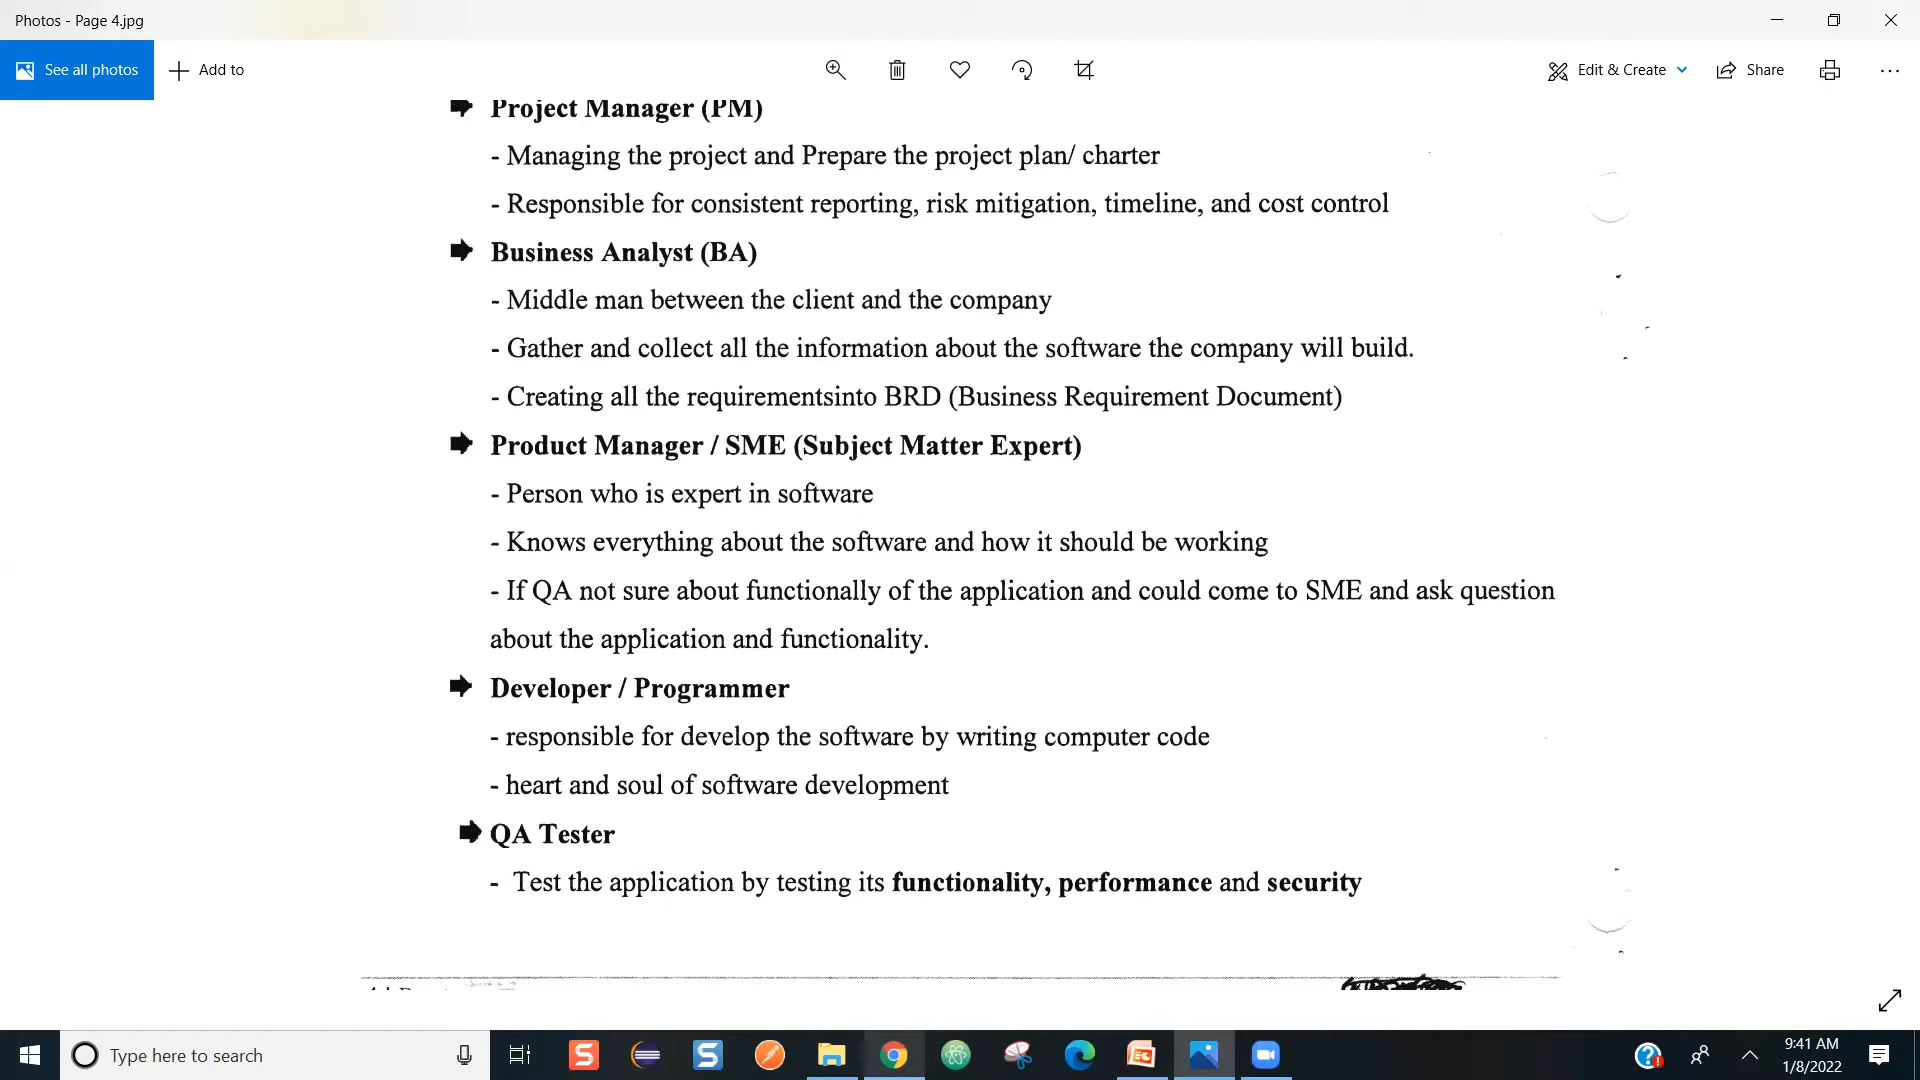 Photos - Page 4.jpg
See all photos
Add to
Edit & Create
Share
Project Manager (PM)
- Managing the project and Prepare the project plan/ charter
- Responsible for consistent reporting, risk mitigation, timeline, and cost control
Business Analyst (BA)
- Middle man between the client and the company
- Gather and collect all the information about the software the company will build.
- Creating all the requirementsinto BRD (Business Requirement Document)
Product Manager / SME (Subject Matter Expert)
- Person who is expert in software
- Knows everything about the software and how it should be working
- If QA not sure about functionally of the application and could come to SME and ask question
about the application and functionality.
Developer / Programmer
- responsible for develop the software by writing computer code
- heart and soul of software development
QA Tester
- Test the application by testing its functionality, performance and security
Type here to search
9:41 AM
1/8/2022